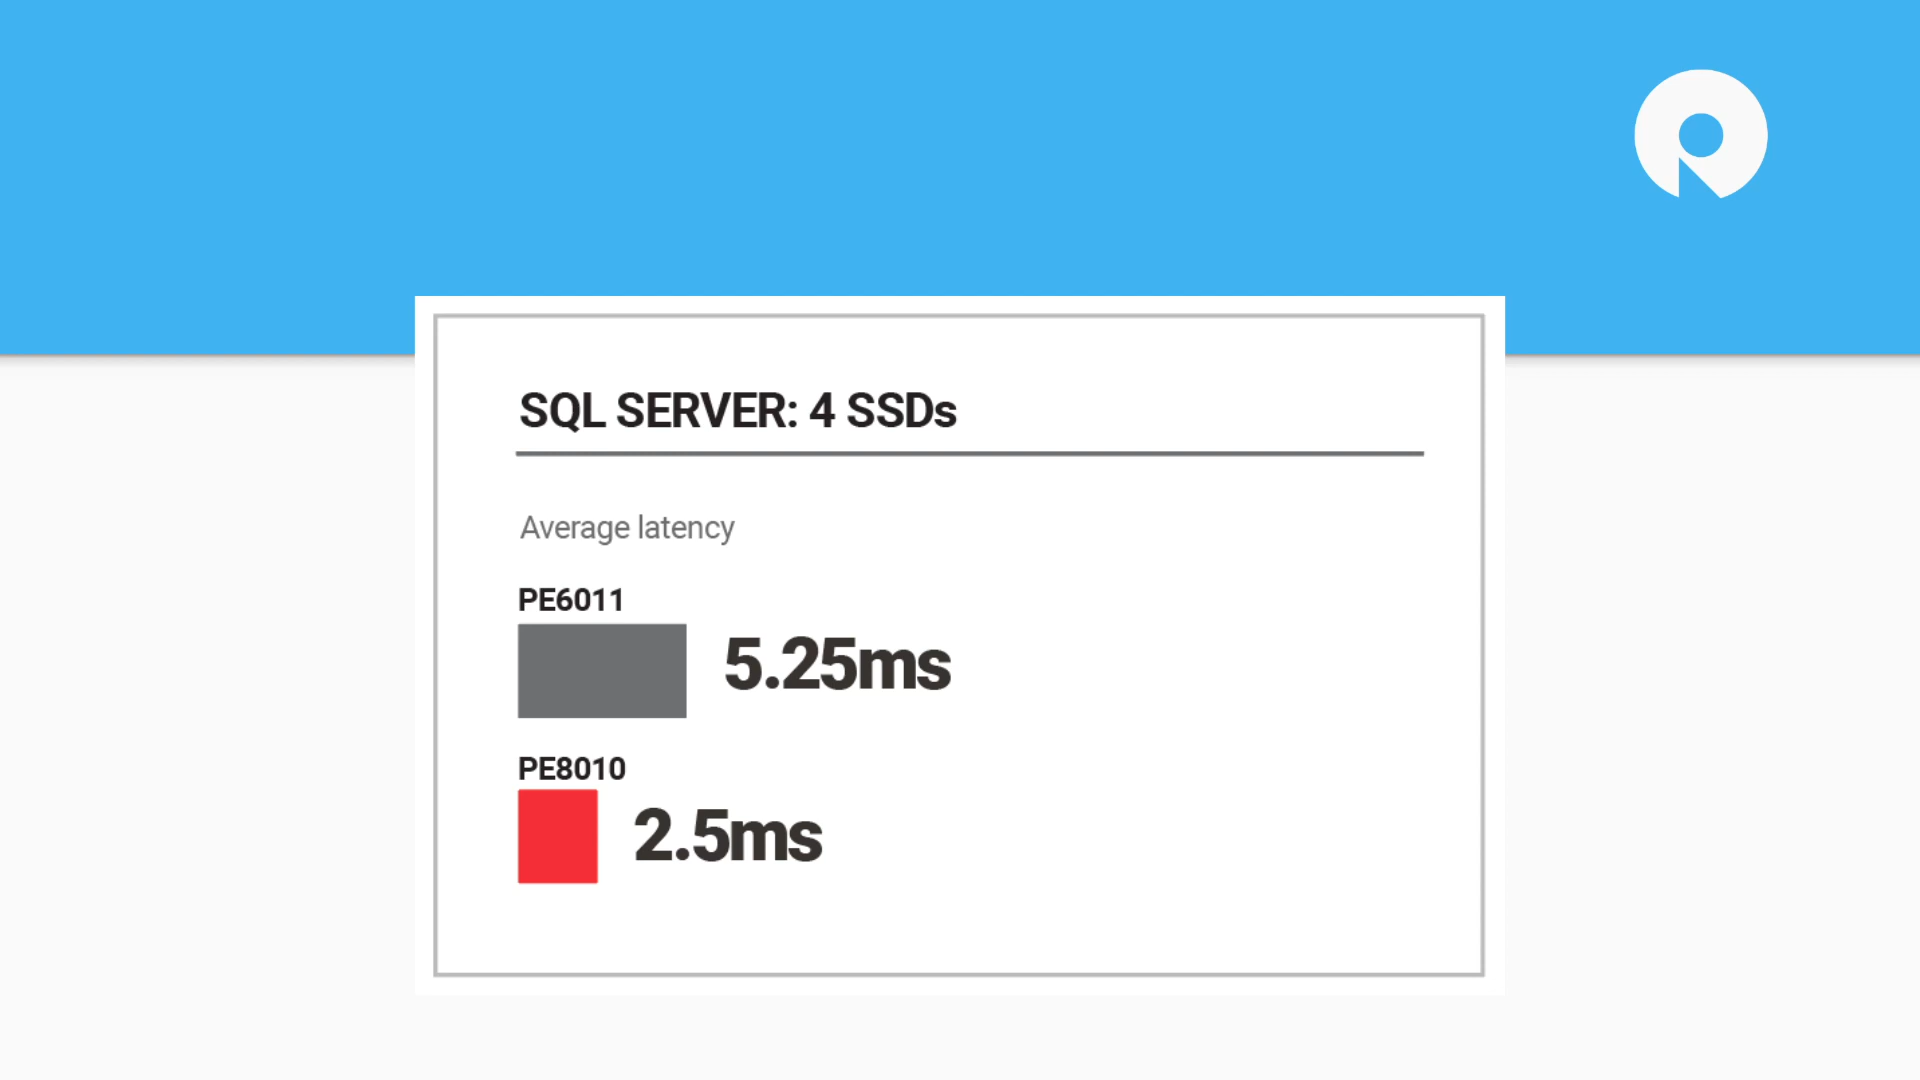 SQL SERVER: 4 SSDs
Average latency
PE6011
5.25ms
PE8010
2.5ms